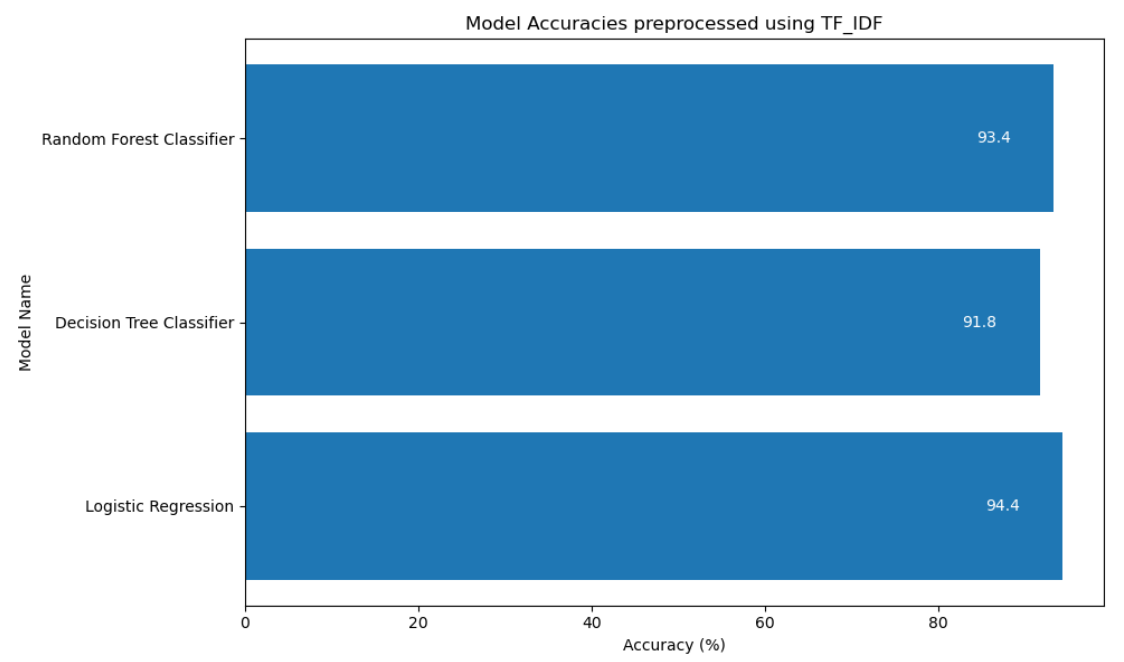 Model Accuracies preprocessed using TF_IDF
Model Name
Random Forest Classifier
93.4
Decision Tree Classifier
91.8
Logistic Regression
94.4
0 20 40 60 80
Accuracy (%)